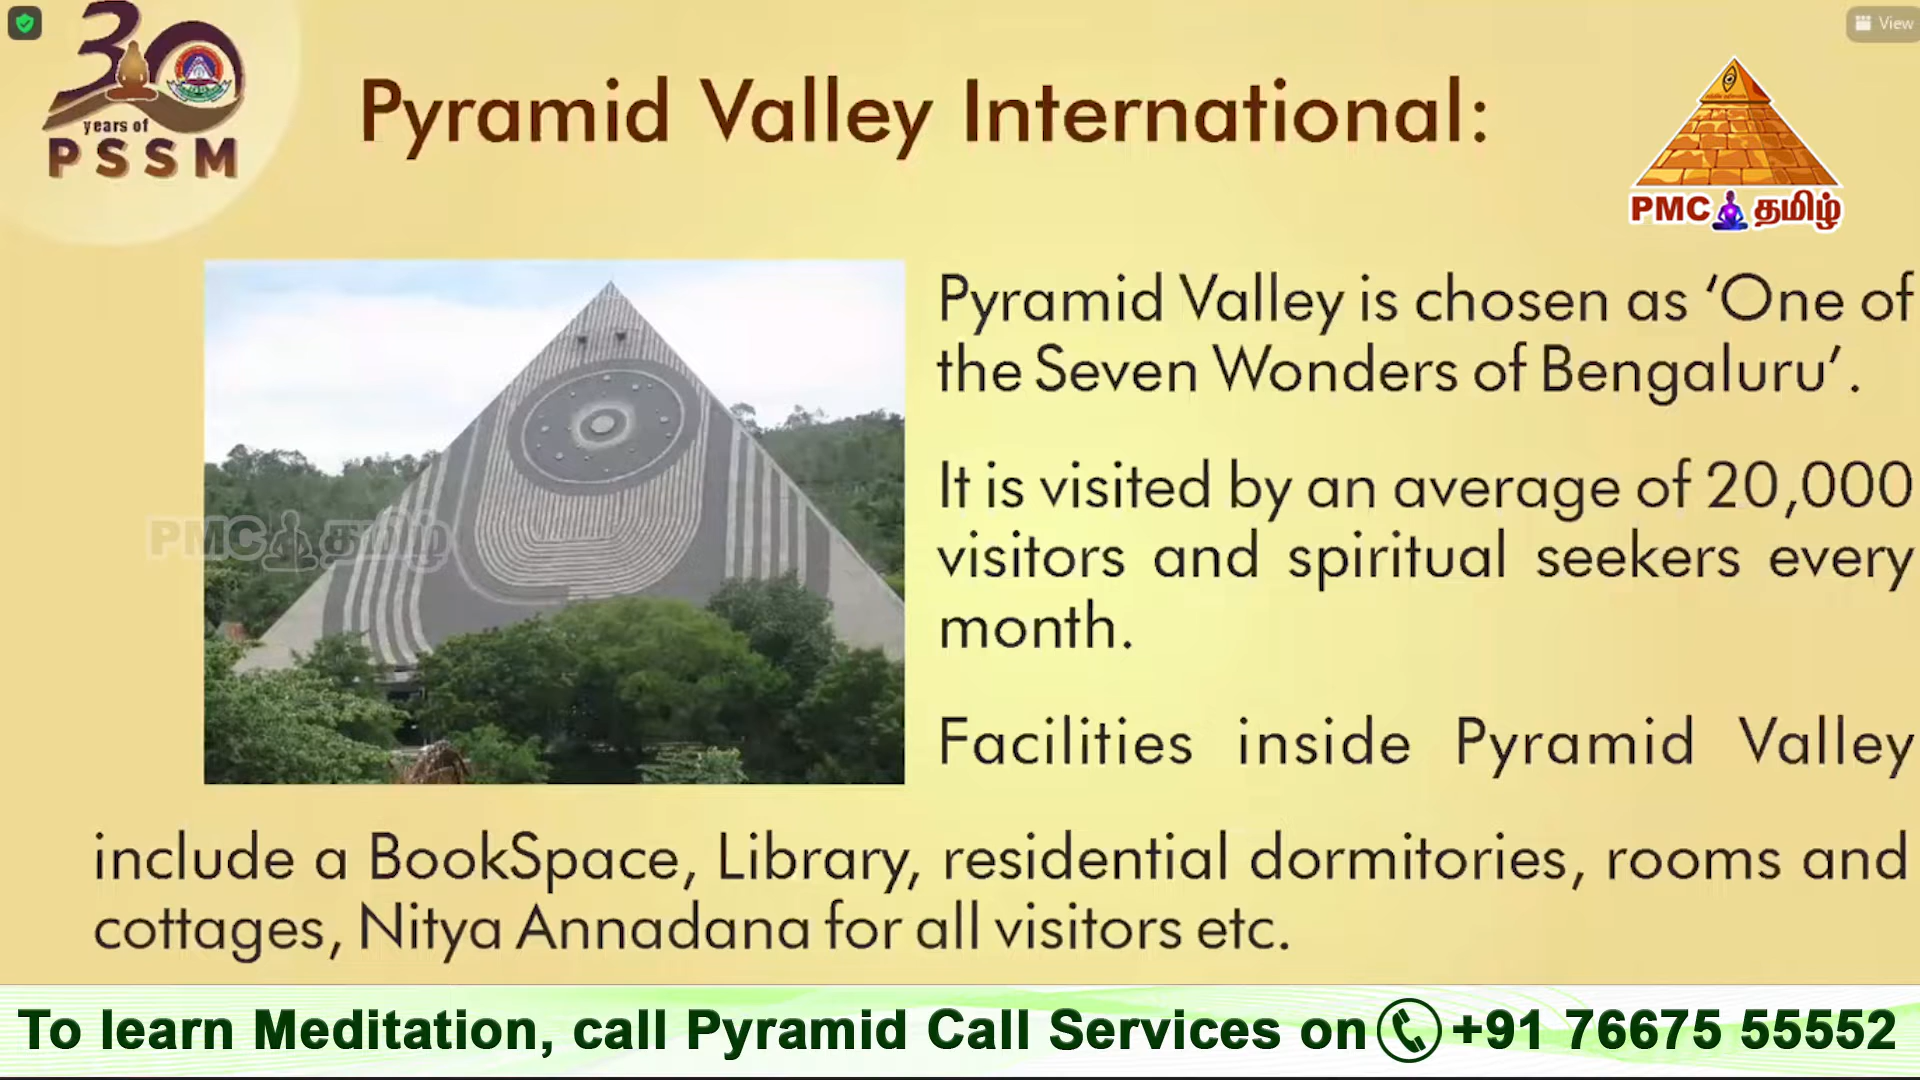 View
30
years of
PSSM
Pyramid Valley International:
PMC தமிழ்
Pyramid Valley is chosen as ‘One of
the Seven Wonders of Bengaluru’.
It is visited by an average of 20,000
visitors and spiritual seekers every
month.
PMC தமிழ்
Facilities inside Pyramid Valley
include a BookSpace, Library, residential dormitories, rooms and
cottages, Nitya Annadana for all visitors etc.
To learn Meditation, call Pyramid Call Services on +91 76675 55552